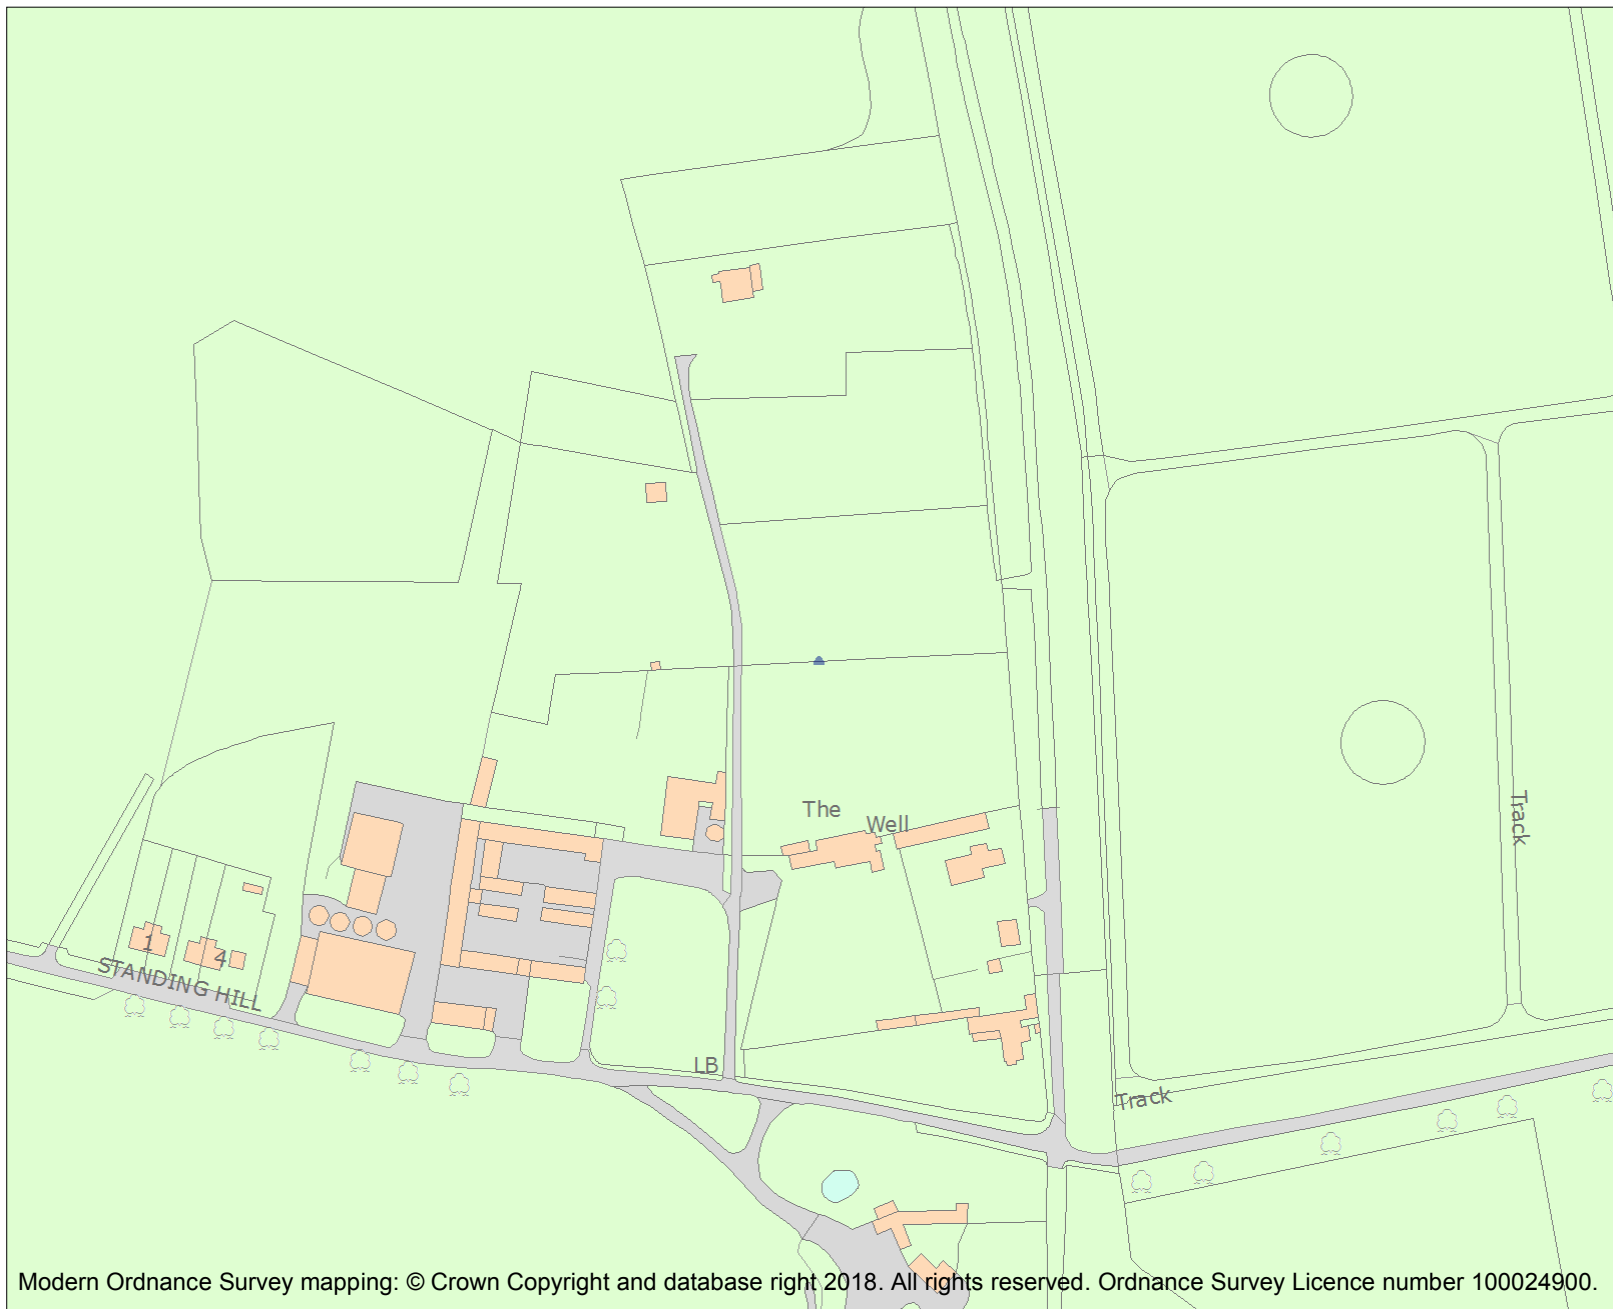 The
Well
Track
1
4
STANDING HILL
LB
Track
Modern Ordnance Survey mapping: © Crown Copyright and database right 2018. All rights reserved. Ordnance Survey Licence number 100024900.